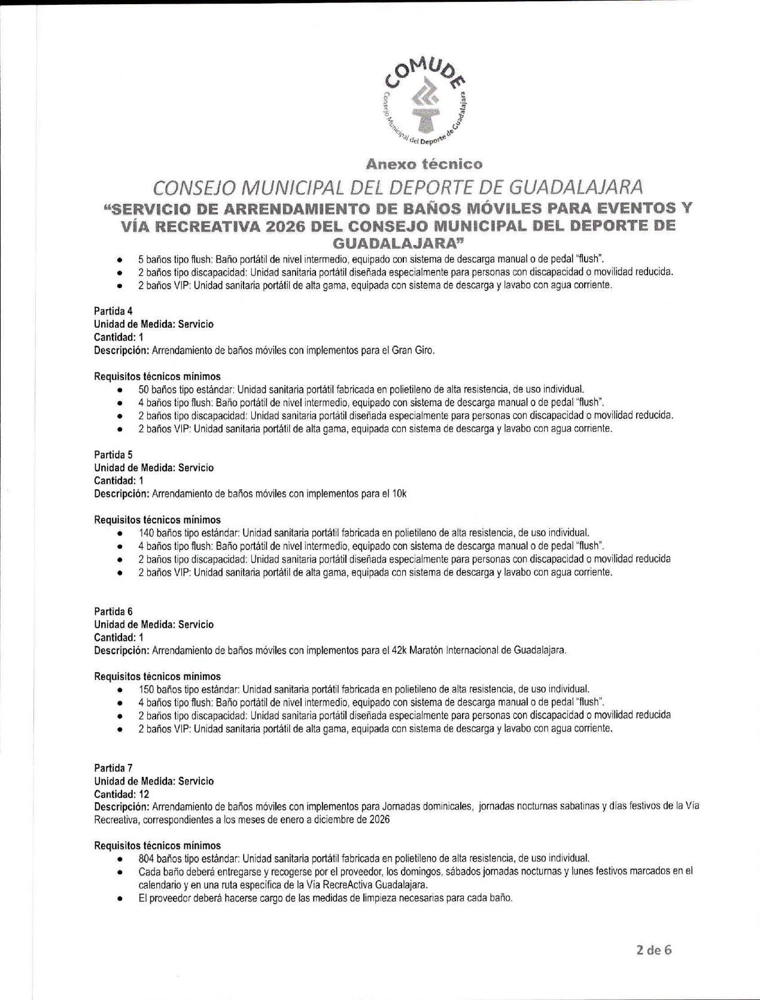 COMUDE
Consejo Municipal del Deporte de Guadalajara
Anexo técnico
CONSEJO MUNICIPAL DEL DEPORTE DE GUADALAJARA
“SERVICIO DE ARRENDAMIENTO DE BAÑOS MÓVILES PARA EVENTOS Y
VÍA RECREATIVA 2026 DEL CONSEJO MUNICIPAL DEL DEPORTE DE
GUADALAJARA”
• 5 baños tipo flush: Baño portátil de nivel intermedio, equipado con sistema de descarga manual o de pedal “flush”.
• 2 baños tipo discapacidad: Unidad sanitaria portátil diseñada especialmente para personas con discapacidad o movilidad reducida.
• 2 baños VIP: Unidad sanitaria portátil de alta gama, equipada con sistema de descarga y lavabo con agua corriente.
Partida 4
Unidad de Medida: Servicio
Cantidad: 1
Descripción: Arrendamiento de baños móviles con implementos para el Gran Giro.
Requisitos técnicos mínimos
• 50 baños tipo estándar: Unidad sanitaria portátil fabricada en polietileno de alta resistencia, de uso individual.
• 4 baños tipo flush: Baño portátil de nivel intermedio, equipado con sistema de descarga manual o de pedal “flush”.
• 2 baños tipo discapacidad: Unidad sanitaria portátil diseñada especialmente para personas con discapacidad o movilidad reducida.
• 2 baños VIP: Unidad sanitaria portátil de alta gama, equipada con sistema de descarga y lavabo con agua corriente.
Partida 5
Unidad de Medida: Servicio
Cantidad: 1
Descripción: Arrendamiento de baños móviles con implementos para el 10k
Requisitos técnicos mínimos
• 140 baños tipo estándar: Unidad sanitaria portátil fabricada en polietileno de alta resistencia, de uso individual.
• 4 baños tipo flush: Baño portátil de nivel intermedio, equipado con sistema de descarga manual o de pedal “flush”.
• 2 baños tipo discapacidad: Unidad sanitaria portátil diseñada especialmente para personas con discapacidad o movilidad reducida
• 2 baños VIP: Unidad sanitaria portátil de alta gama, equipada con sistema de descarga y lavabo con agua corriente.
Partida 6
Unidad de Medida: Servicio
Cantidad: 1
Descripción: Arrendamiento de baños móviles con implementos para el 42k Maratón Internacional de Guadalajara.
Requisitos técnicos mínimos
• 150 baños tipo estándar: Unidad sanitaria portátil fabricada en polietileno de alta resistencia, de uso individual.
• 4 baños tipo flush: Baño portátil de nivel intermedio, equipado con sistema de descarga manual o de pedal “flush”.
• 2 baños tipo discapacidad: Unidad sanitaria portátil diseñada especialmente para personas con discapacidad o movilidad reducida
• 2 baños VIP: Unidad sanitaria portátil de alta gama, equipada con sistema de descarga y lavabo con agua corriente.
Partida 7
Unidad de Medida: Servicio
Cantidad: 12
Descripción: Arrendamiento de baños móviles con implementos para Jornadas dominicales, jornadas nocturnas sabatinas y días festivos de la Vía
Recreativa, correspondientes a los meses de enero a diciembre de 2026
Requisitos técnicos mínimos
• 804 baños tipo estándar: Unidad sanitaria portátil fabricada en polietileno de alta resistencia, de uso individual.
• Cada baño deberá entregarse y recogerse por el proveedor, los domingos, sábados jornadas nocturnas y lunes festivos marcados en el
calendario y en una ruta específica de la Vía RecreActiva Guadalajara.
• El proveedor deberá hacerse cargo de las medidas de limpieza necesarias para cada baño.
2 de 6